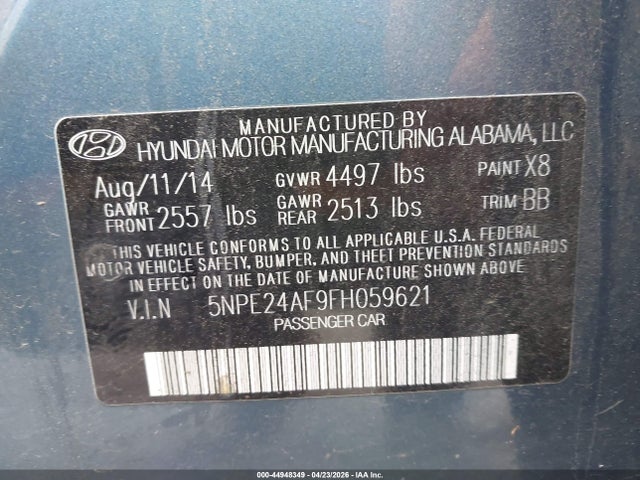 MANUFACTURED BY
HYUNDAI MOTOR MANUFACTURING ALABAMA, LLC
Aug/11/14 GVWR 4497 lbs PAINT X8
GAWR FRONT 2557 lbs GAWR REAR 2513 lbs TRIM BB
THIS VEHICLE CONFORMS TO ALL APPLICABLE U.S.A. FEDERAL
MOTOR VEHICLE SAFETY, BUMPER, AND THEFT PREVENTION STANDARDS
IN EFFECT ON THE DATE OF MANUFACTURE SHOWN ABOVE.
V.I.N 5NPE24AF9FH059621
PASSENGER CAR
000-44948349 - 04/23/2026 - IAA Inc.